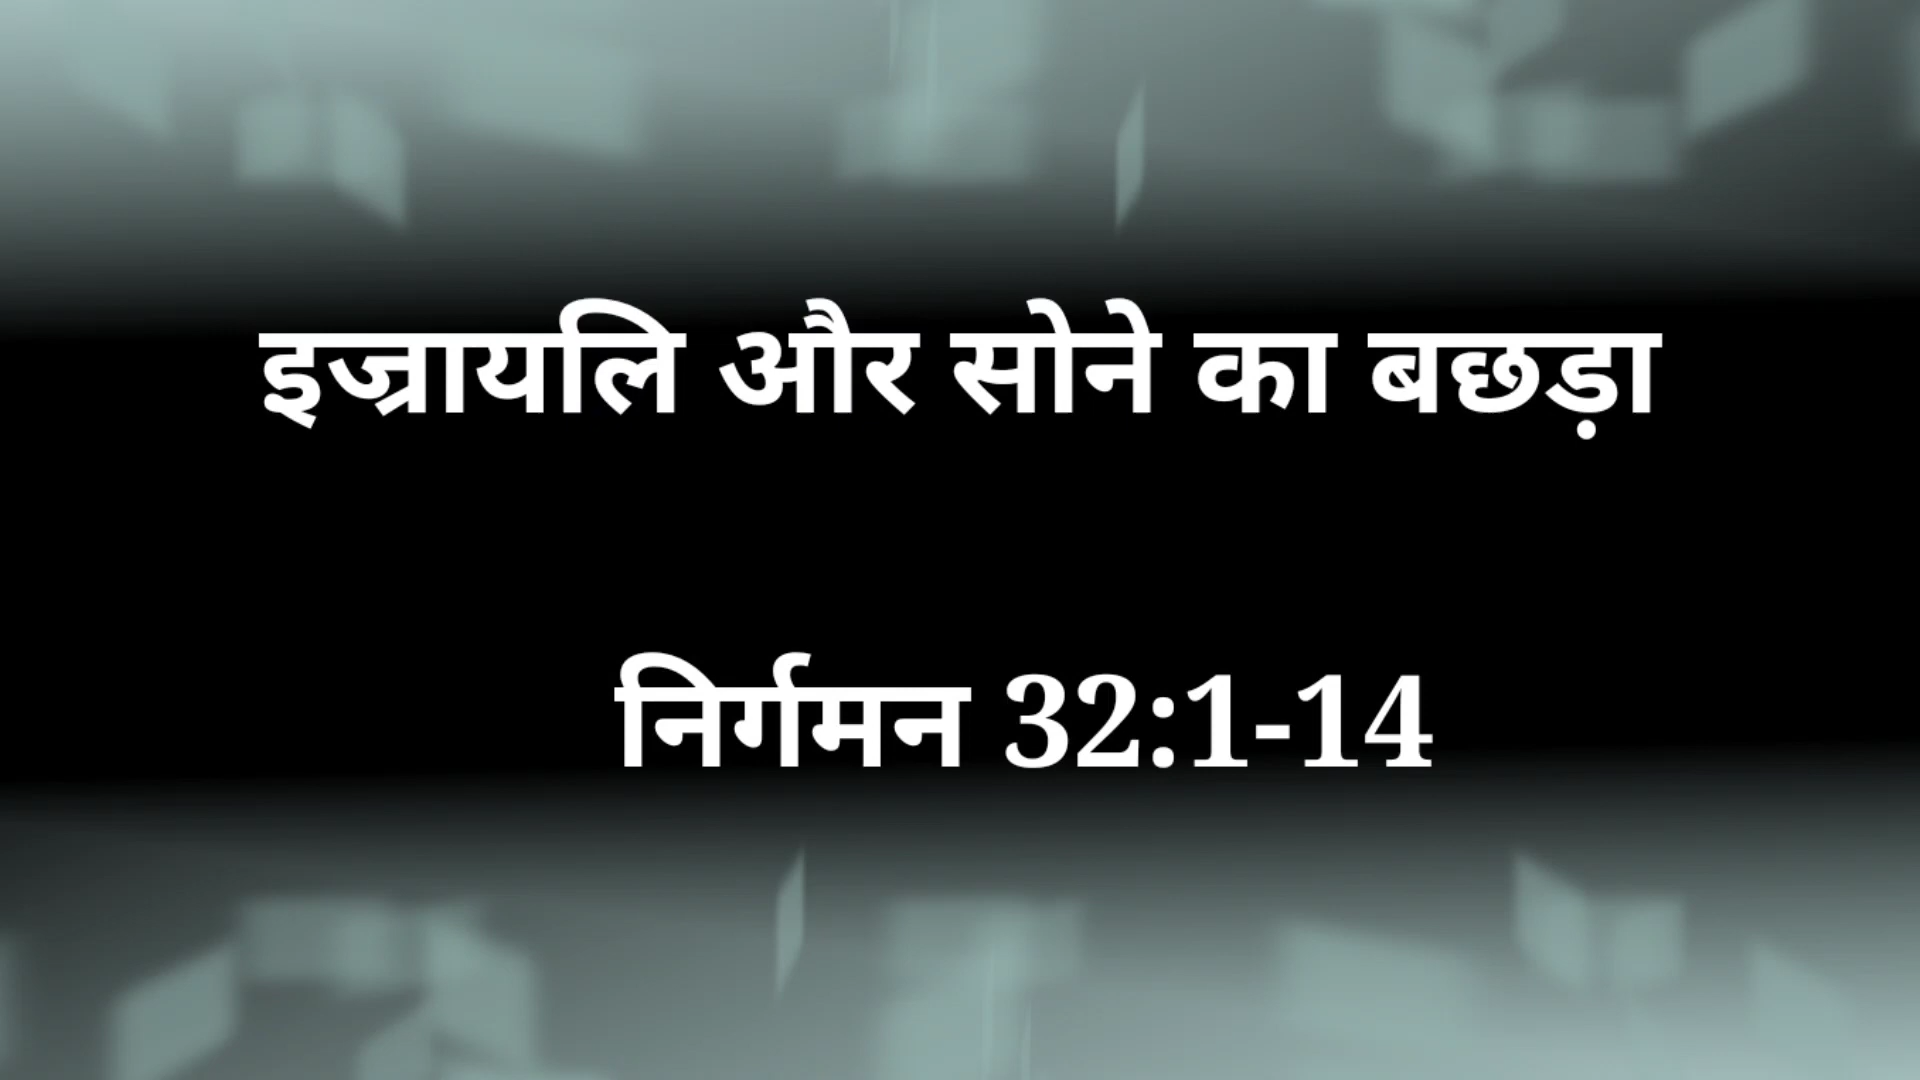 इज्रायलि और सोने का बछड़ा
निर्गमन 32:1-14